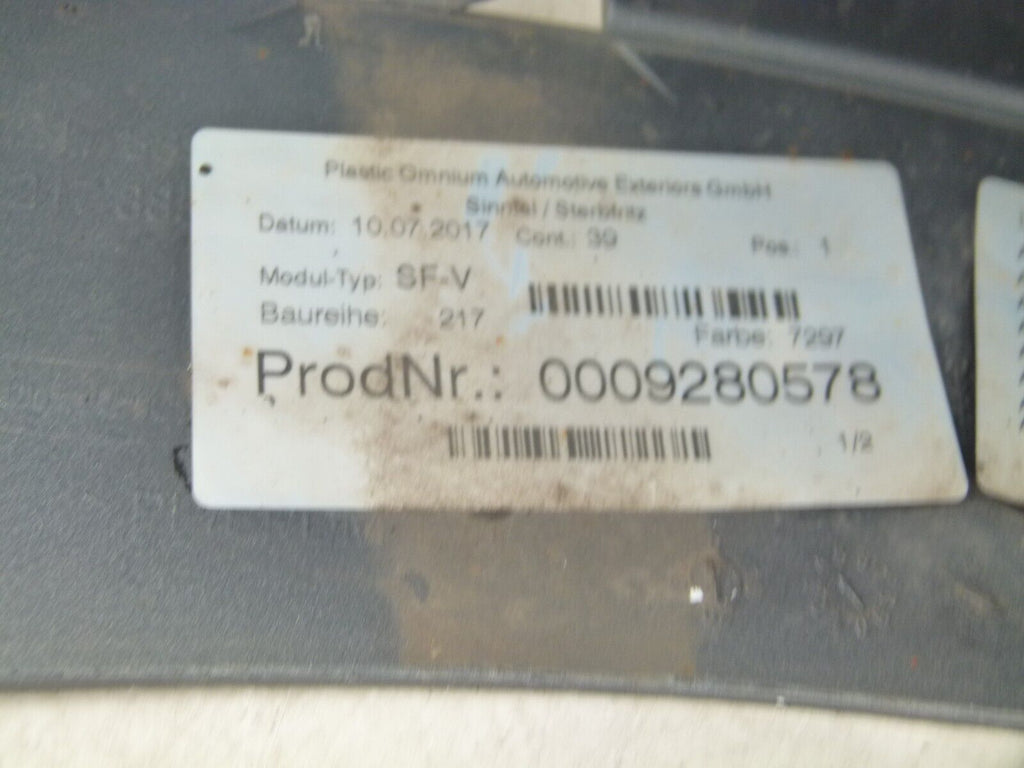 Plastic Omnium Automotive Exteriors GmbH
Sinntal / Sterbfritz
Datum: 10.07.2017 Cont.: 39 Pos.: 1
Modul-Typ: SF-V
Baureihe: 217
Farbe: 7297
ProdNr.: 0009280578
1/2